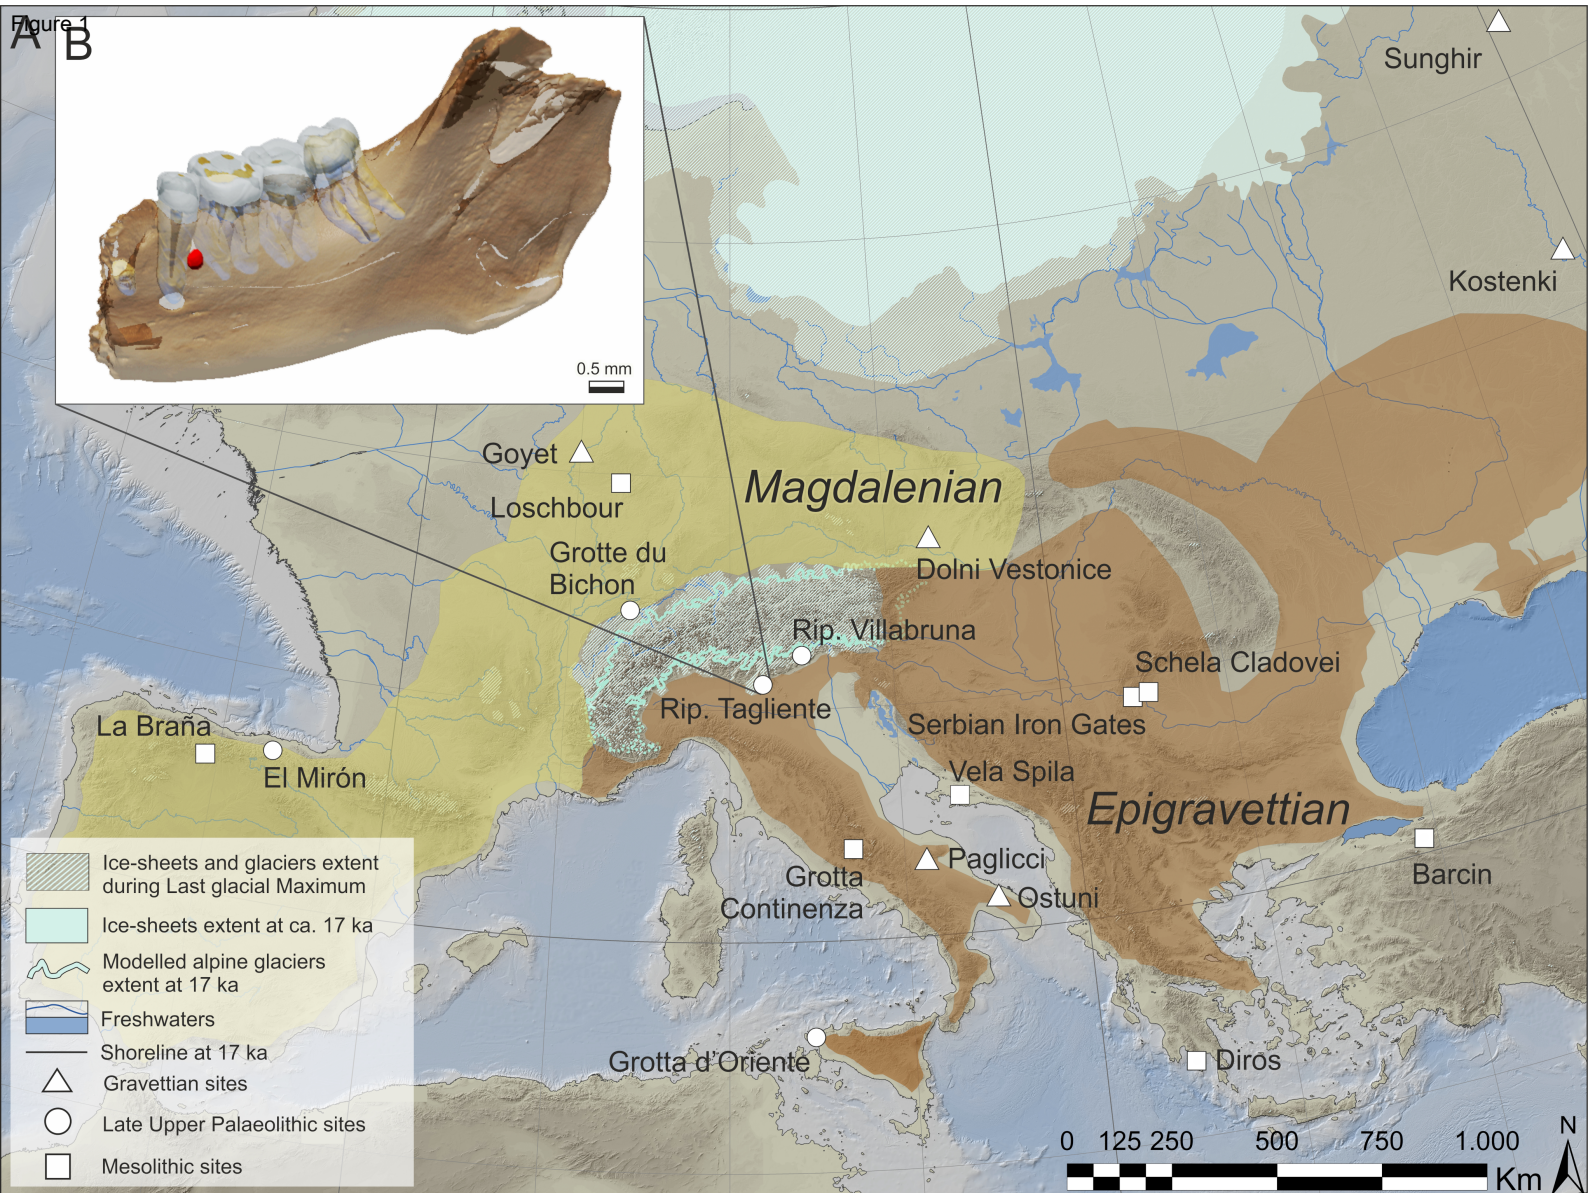 Figure 1
A
B
0.5 mm
Sunghir
Kostenki
Goyet
Loschbour
Magdalenian
Grotte du
Bichon
Dolni Vestonice
Rip. Villabruna
Schela Cladovei
Rip. Tagliente
Serbian Iron Gates
La Braña
El Mirón
Vela Spila
Epigravettian
Paglicci
Grotta
Continenza
Ostuni
Barcin
Grotta d'Oriente
Diros
Ice-sheets and glaciers extent
during Last glacial Maximum
Ice-sheets extent at ca. 17 ka
Modelled alpine glaciers
extent at 17 ka
Freshwaters
Shoreline at 17 ka
Gravettian sites
Late Upper Palaeolithic sites
Mesolithic sites
0 125 250 500 750 1.000
Km
N